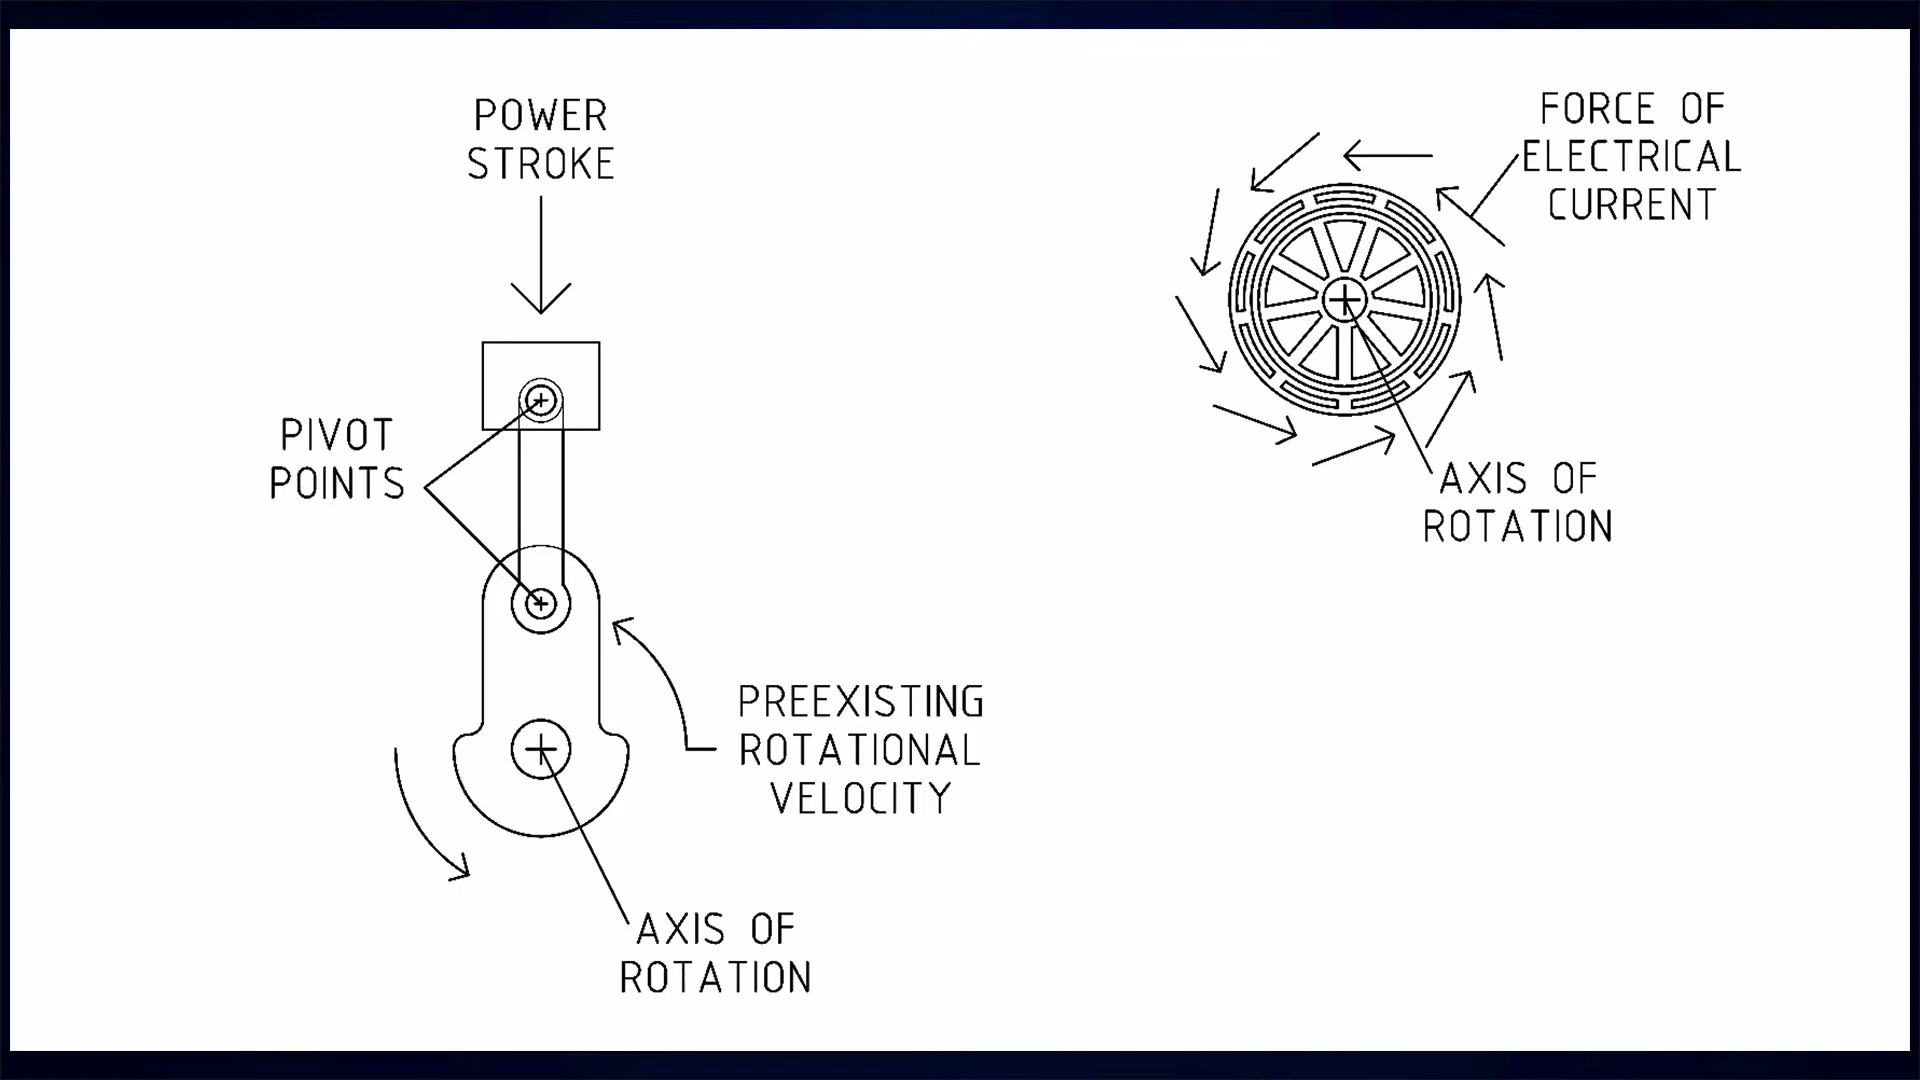 POWER
STROKE
PIVOT
POINTS
PREEXISTING
ROTATIONAL
VELOCITY
AXIS OF
ROTATION
FORCE OF
ELECTRICAL
CURRENT
AXIS OF
ROTATION